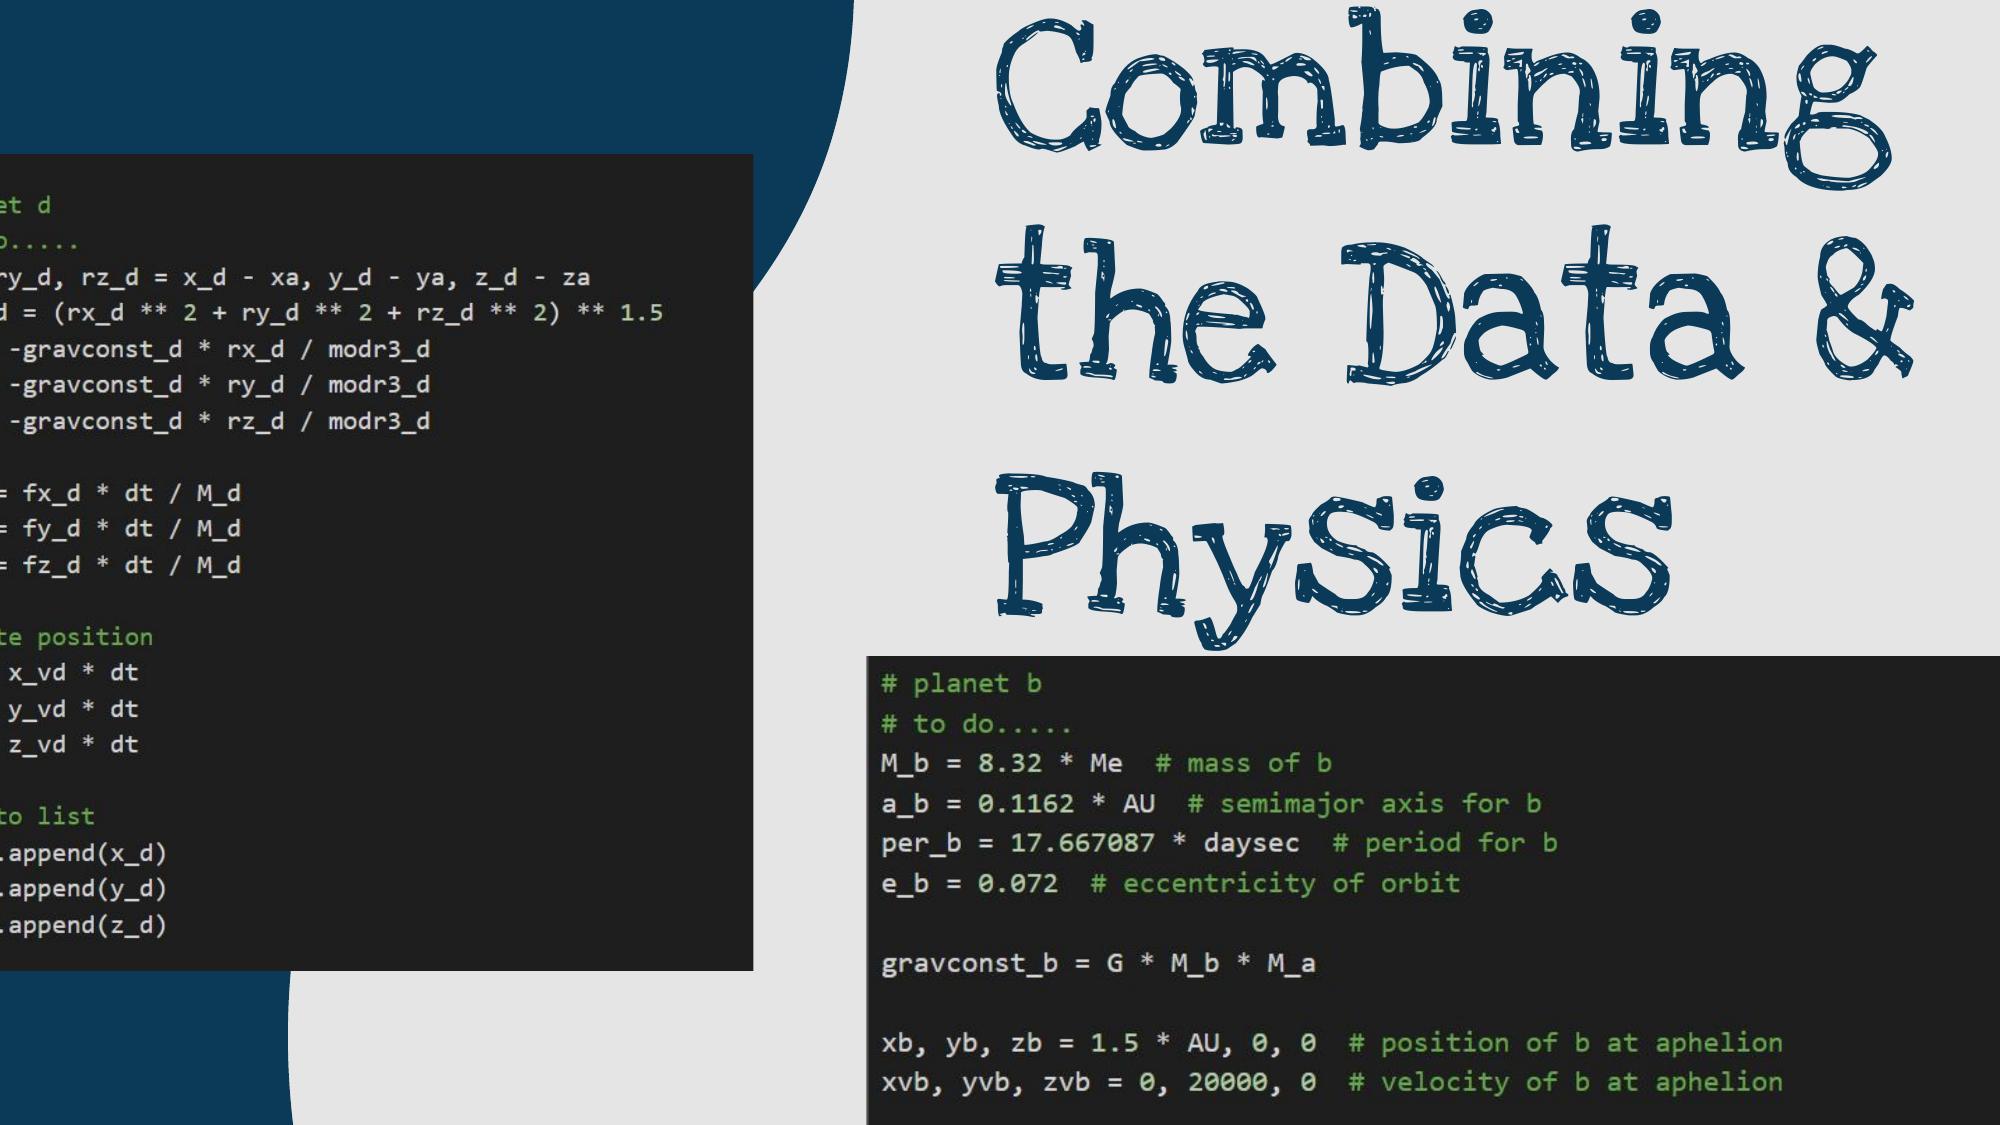 Combining
the Data &
Physics
et d
o.....
ry_d, rz_d = x_d - xa, y_d - ya, z_d - za
d = (rx_d ** 2 + ry_d ** 2 + rz_d ** 2) ** 1.5
-gravconst_d * rx_d / modr3_d
-gravconst_d * ry_d / modr3_d
-gravconst_d * rz_d / modr3_d
= fx_d * dt / M_d
= fy_d * dt / M_d
= fz_d * dt / M_d
te position
x_vd * dt
y_vd * dt
z_vd * dt
to list
.append(x_d)
.append(y_d)
.append(z_d)
# planet b
# to do.....
M_b = 8.32 * Me  # mass of b
a_b = 0.1162 * AU  # semimajor axis for b
per_b = 17.667087 * daysec  # period for b
e_b = 0.072  # eccentricity of orbit
gravconst_b = G * M_b * M_a
xb, yb, zb = 1.5 * AU, 0, 0  # position of b at aphelion
xvb, yvb, zvb = 0, 20000, 0  # velocity of b at aphelion